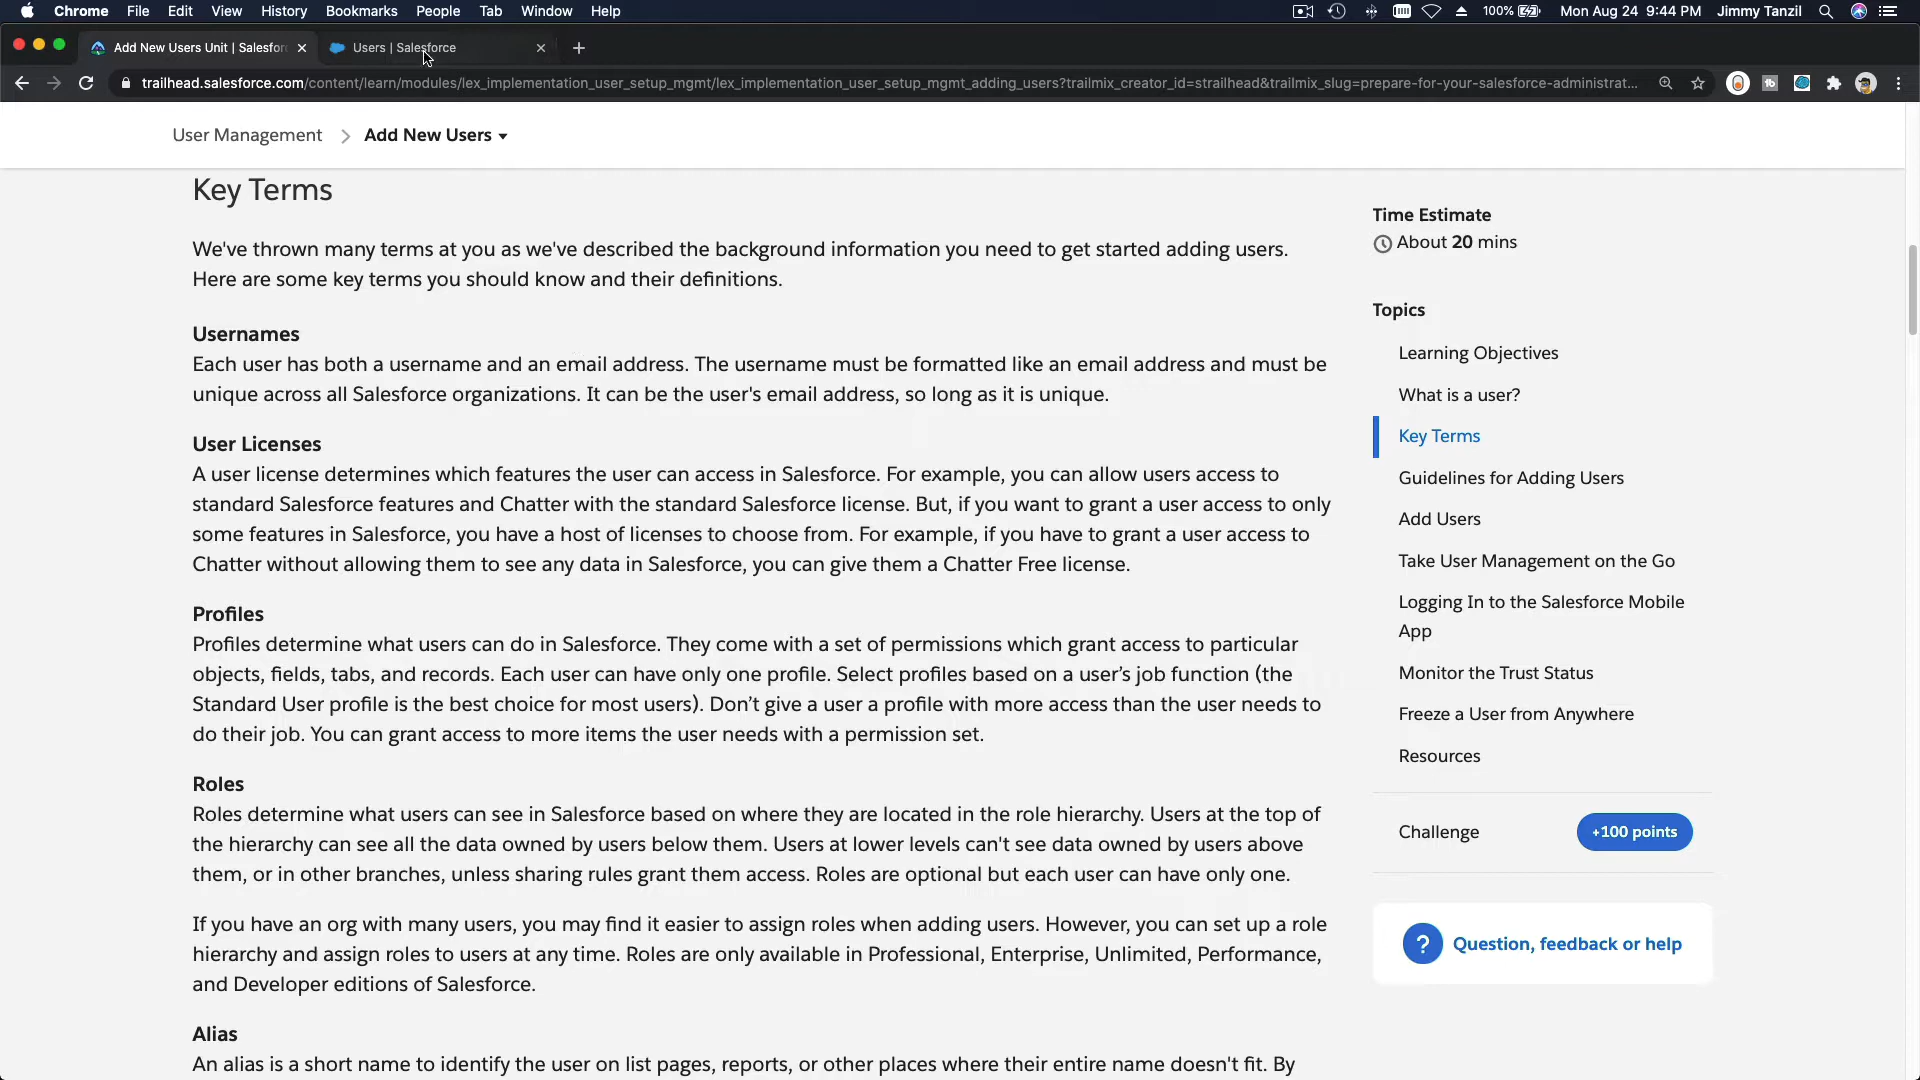 Chrome File Edit View History Bookmarks People Tab Window Help 100% Mon Aug 24 9:44 PM Jimmy Tanzil
Add New Users Unit | Salesfor Users | Salesforce
trailhead.salesforce.com/content/learn/modules/lex_implementation_user_setup_mgmt/lex_implementation_user_setup_mgmt_adding_users?trailmix_creator_id=strailhead&trailmix_slug=prepare-for-your-salesforce-administrat...
User Management > Add New Users
Key Terms
We've thrown many terms at you as we've described the background information you need to get started adding users.
Here are some key terms you should know and their definitions.
Usernames
Each user has both a username and an email address. The username must be formatted like an email address and must be
unique across all Salesforce organizations. It can be the user's email address, so long as it is unique.
User Licenses
A user license determines which features the user can access in Salesforce. For example, you can allow users access to
standard Salesforce features and Chatter with the standard Salesforce license. But, if you want to grant a user access to only
some features in Salesforce, you have a host of licenses to choose from. For example, if you have to grant a user access to
Chatter without allowing them to see any data in Salesforce, you can give them a Chatter Free license.
Profiles
Profiles determine what users can do in Salesforce. They come with a set of permissions which grant access to particular
objects, fields, tabs, and records. Each user can have only one profile. Select profiles based on a user's job function (the
Standard User profile is the best choice for most users). Don't give a user a profile with more access than the user needs to
do their job. You can grant access to more items the user needs with a permission set.
Roles
Roles determine what users can see in Salesforce based on where they are located in the role hierarchy. Users at the top of
the hierarchy can see all the data owned by users below them. Users at lower levels can't see data owned by users above
them, or in other branches, unless sharing rules grant them access. Roles are optional but each user can have only one.
If you have an org with many users, you may find it easier to assign roles when adding users. However, you can set up a role
hierarchy and assign roles to users at any time. Roles are only available in Professional, Enterprise, Unlimited, Performance,
and Developer editions of Salesforce.
Alias
An alias is a short name to identify the user on list pages, reports, or other places where their entire name doesn't fit. By
Time Estimate
About 20 mins
Topics
Learning Objectives
What is a user?
Key Terms
Guidelines for Adding Users
Add Users
Take User Management on the Go
Logging In to the Salesforce Mobile
App
Monitor the Trust Status
Freeze a User from Anywhere
Resources
Challenge +100 points
? Question, feedback or help